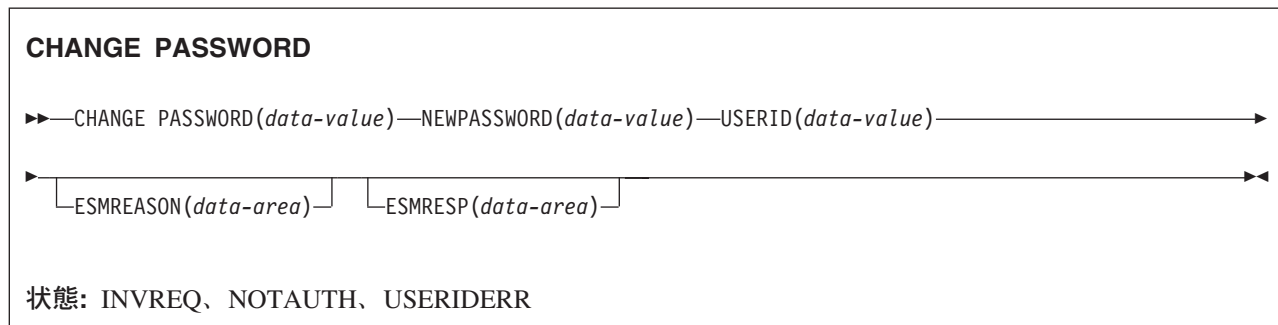 CHANGE PASSWORD
CHANGE PASSWORD(data-value) NEWPASSWORD(data-value) USERID(data-value)
ESMREASON(data-area) ESMRESP(data-area)
状態: INVREQ、NOTAUTH、USERIDERR